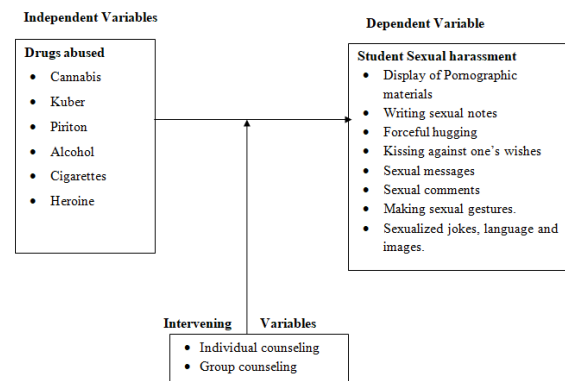 Independent Variables
Drugs abused
• Cannabis
• Kuber
• Piriton
• Alcohol
• Cigarettes
• Heroine
Dependent Variable
Student Sexual harassment
• Display of Pornographic
materials
• Writing sexual notes
• Forceful hugging
• Kissing against one's wishes
• Sexual messages
• Sexual comments
• Making sexual gestures.
• Sexualized jokes, language and
images.
Intervening Variables
• Individual counseling
• Group counseling